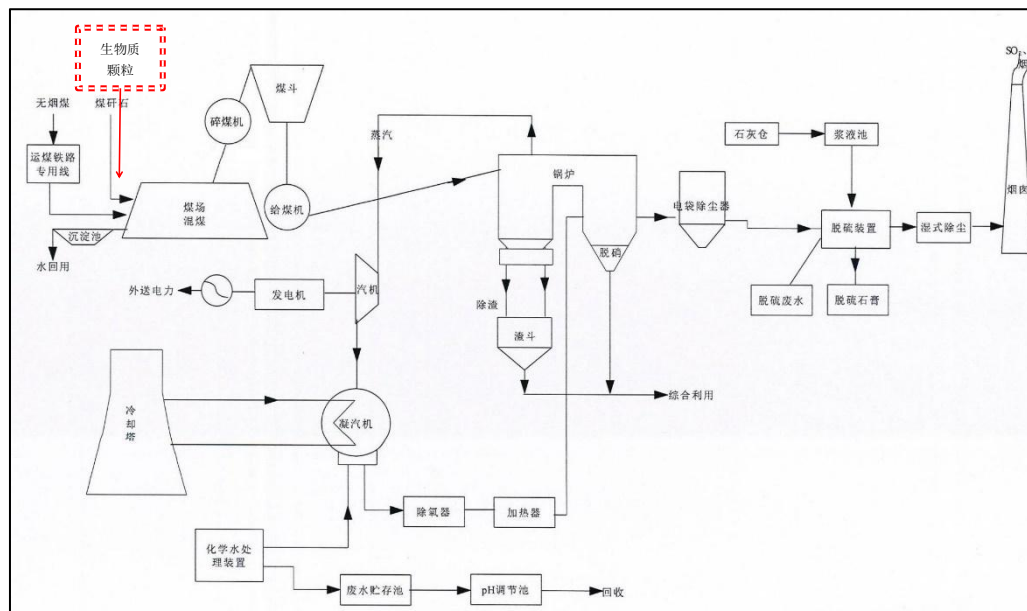 生物质
颗粒
无烟煤
煤矸石
运煤铁路
专用线
煤场
混煤
沉淀池
水回用
碎煤机
煤斗
给煤机
蒸汽
锅炉
脱硝
除渣
渣斗
综合利用
电袋除尘器
石灰仓
浆液池
脱硫装置
湿式除尘
脱硫废水
脱硫石膏
烟囱
外送电力
发电机
汽机
冷
却
塔
凝汽机
除氧器
加热器
化学水处
理装置
废水贮存池
pH调节池
回收